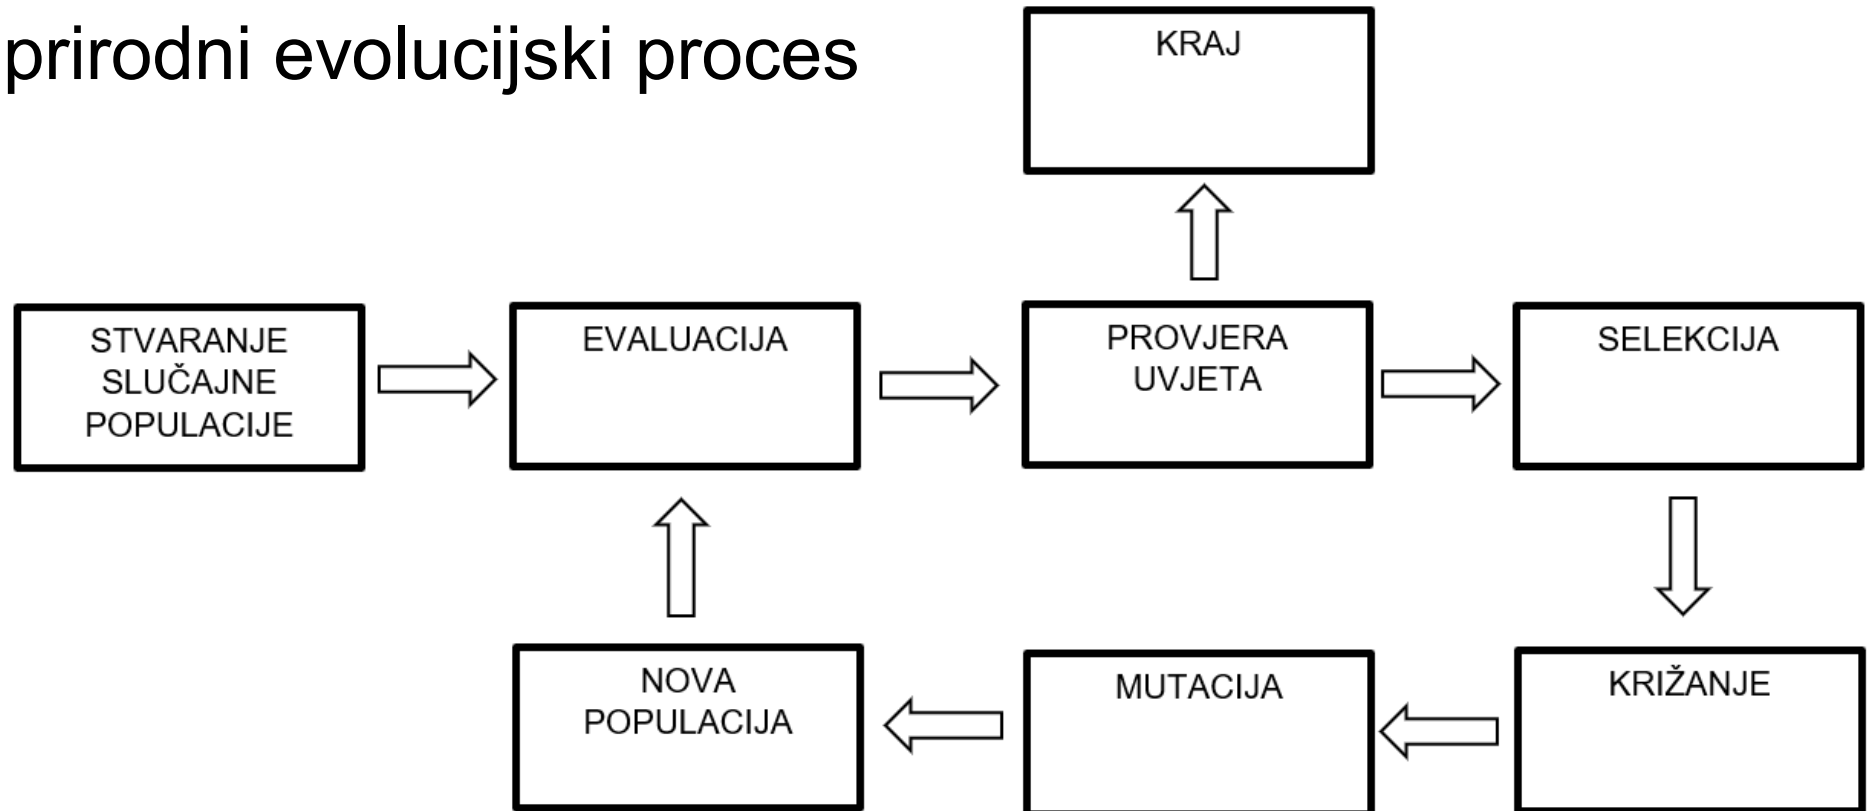 prirodni evolucijski proces
KRAJ
STVARANJE
SLUČAJNE
POPULACIJE
EVALUACIJA
PROVJERA
UVJETA
SELEKCIJA
NOVA
POPULACIJA
MUTACIJA
KRIŽANJE